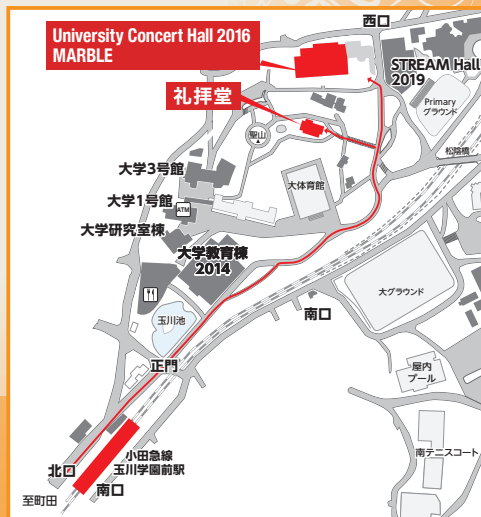 西口
University Concert Hall 2016
MARBLE
STREAM Hall
2019
礼拝堂
Primary
グラウンド
聖山
松陰橋
大学3号館
大体育館
大学1号館
ATM
大学研究室棟
大学教育棟
2014
大グラウンド
玉川池
南口
正門
屋内
プール
南テニスコート
小田急線
玉川学園前駅
北口
南口
至町田